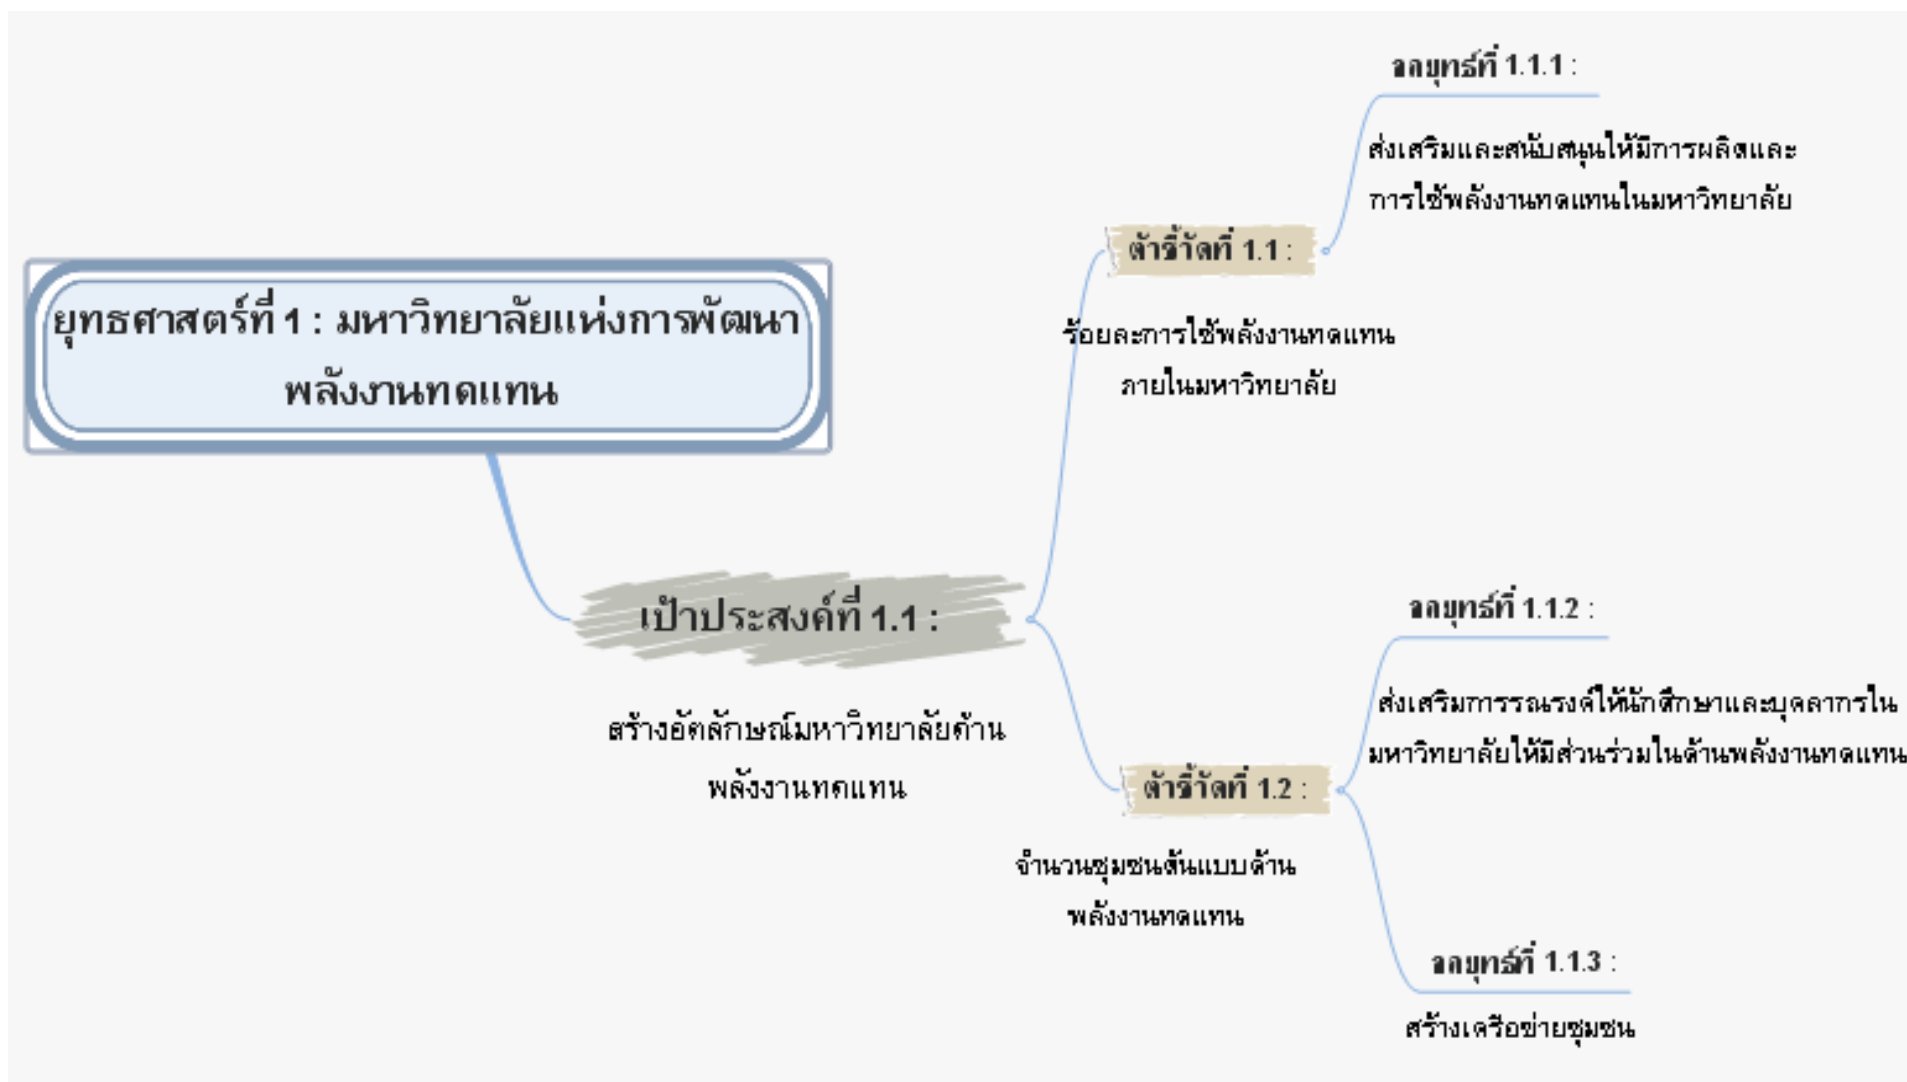 ยุทธศาสตร์ที่ 1 : มหาวิทยาลัยแห่งการพัฒนา
พลังงานทดแทน
เป้าประสงค์ที่ 1.1 :
สร้างอัตลักษณ์มหาวิทยาลัยด้าน
พลังงานทดแทน
ตัวชี้วัดที่ 1.1 :
ร้อยละการใช้พลังงานทดแทน
ภายในมหาวิทยาลัย
กลยุทธ์ที่ 1.1.1 :
ส่งเสริมและสนับสนุนให้มีการผลิตและ
การใช้พลังงานทดแทนในมหาวิทยาลัย
ตัวชี้วัดที่ 1.2 :
จำนวนชุมชนต้นแบบด้าน
พลังงานทดแทน
กลยุทธ์ที่ 1.1.2 :
ส่งเสริมการรณรงค์ให้นักศึกษาและบุคลากรใน
มหาวิทยาลัยให้มีส่วนร่วมในด้านพลังงานทดแทน
กลยุทธ์ที่ 1.1.3 :
สร้างเครือข่ายชุมชน